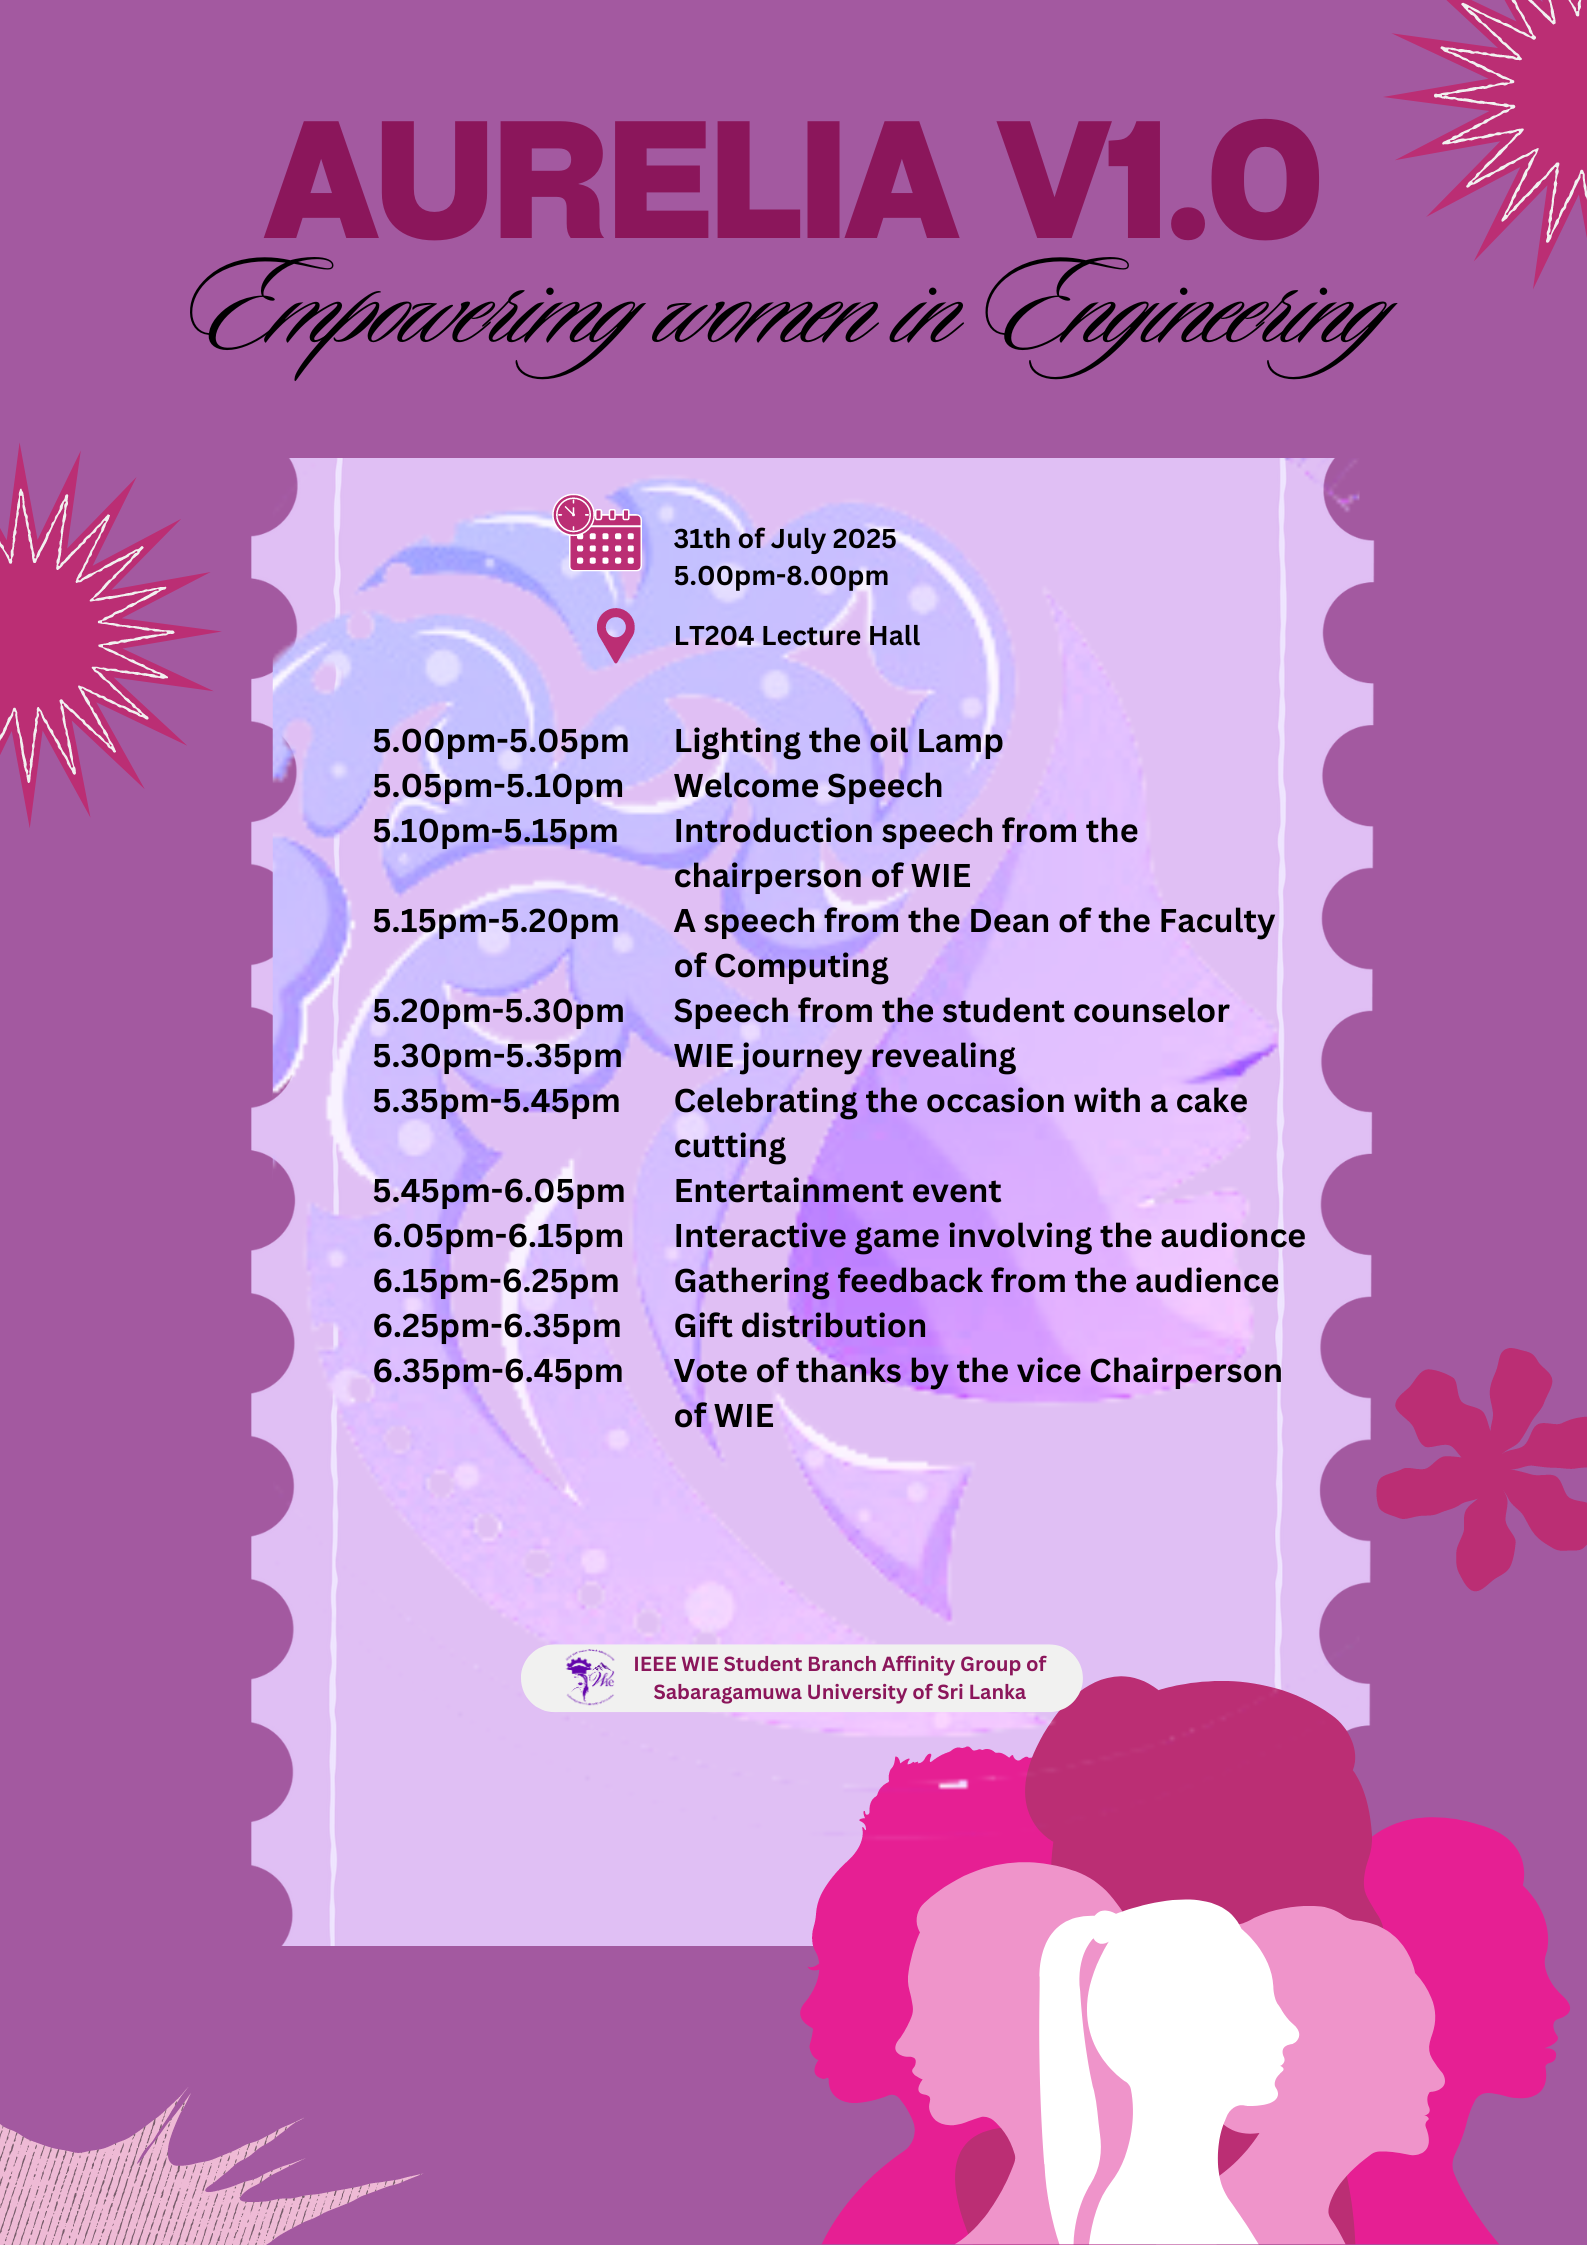 AURELIA V1.0
Empowerimg women in Engineering
31th of July 2025
5.00pm-8.00pm
LT204 Lecture Hall
5.00pm-5.05pm Lighting the oil Lamp
5.05pm-5.10pm Welcome Speech
5.10pm-5.15pm Introduction speech from the
chairperson of WIE
5.15pm-5.20pm A speech from the Dean of the Faculty
of Computing
5.20pm-5.30pm Speech from the student counselor
5.30pm-5.35pm WIE journey revealing
5.35pm-5.45pm Celebrating the occasion with a cake
cutting
5.45pm-6.05pm Entertainment event
6.05pm-6.15pm Interactive game involving the audionce
6.15pm-6.25pm Gathering feedback from the audience
6.25pm-6.35pm Gift distribution
6.35pm-6.45pm Vote of thanks by the vice Chairperson
of WIE
Wie
IEEE WIE Student Branch Affinity Group of
Sabaragamuwa University of Sri Lanka